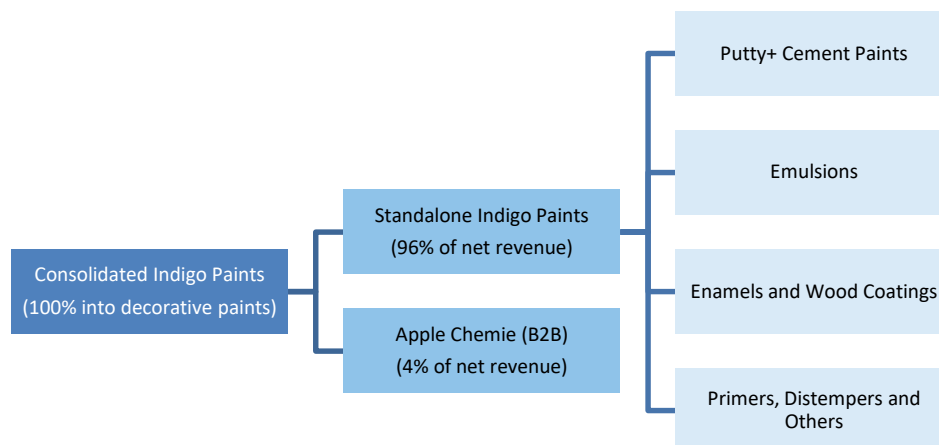 Consolidated Indigo Paints
(100% into decorative paints)
Standalone Indigo Paints
(96% of net revenue)
Apple Chemie (B2B)
(4% of net revenue)
Putty+ Cement Paints
Emulsions
Enamels and Wood Coatings
Primers, Distempers and
Others